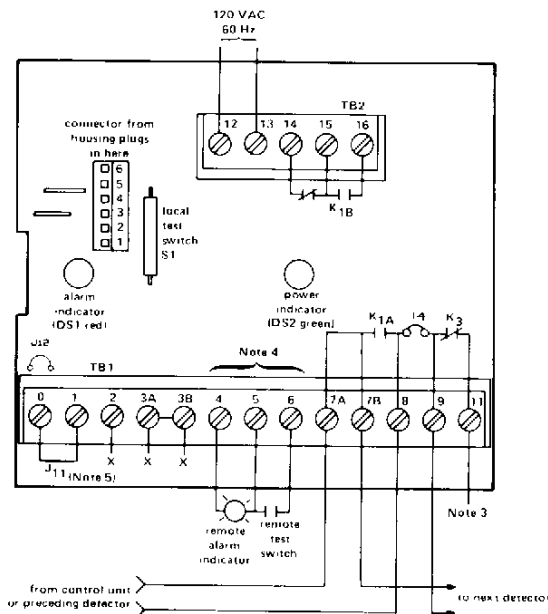 120 VAC
60 Hz
TB2
12 13 14 15 16
K1B
connector from
housing plugs
in here
6
5
4
3
2
1
local
test
switch
S1
alarm
indicator
(DS1 red)
power
indicator
(DS2 green)
K1A J4 K3
J12
TB1
Note 4
0 1 2 3A 3B 4 5 6 7A 7B 8 9 11
J11 (Note 5)
X X X
remote
alarm
indicator
remote
test
switch
Note 3
from control unit
or preceding detector
to next detector